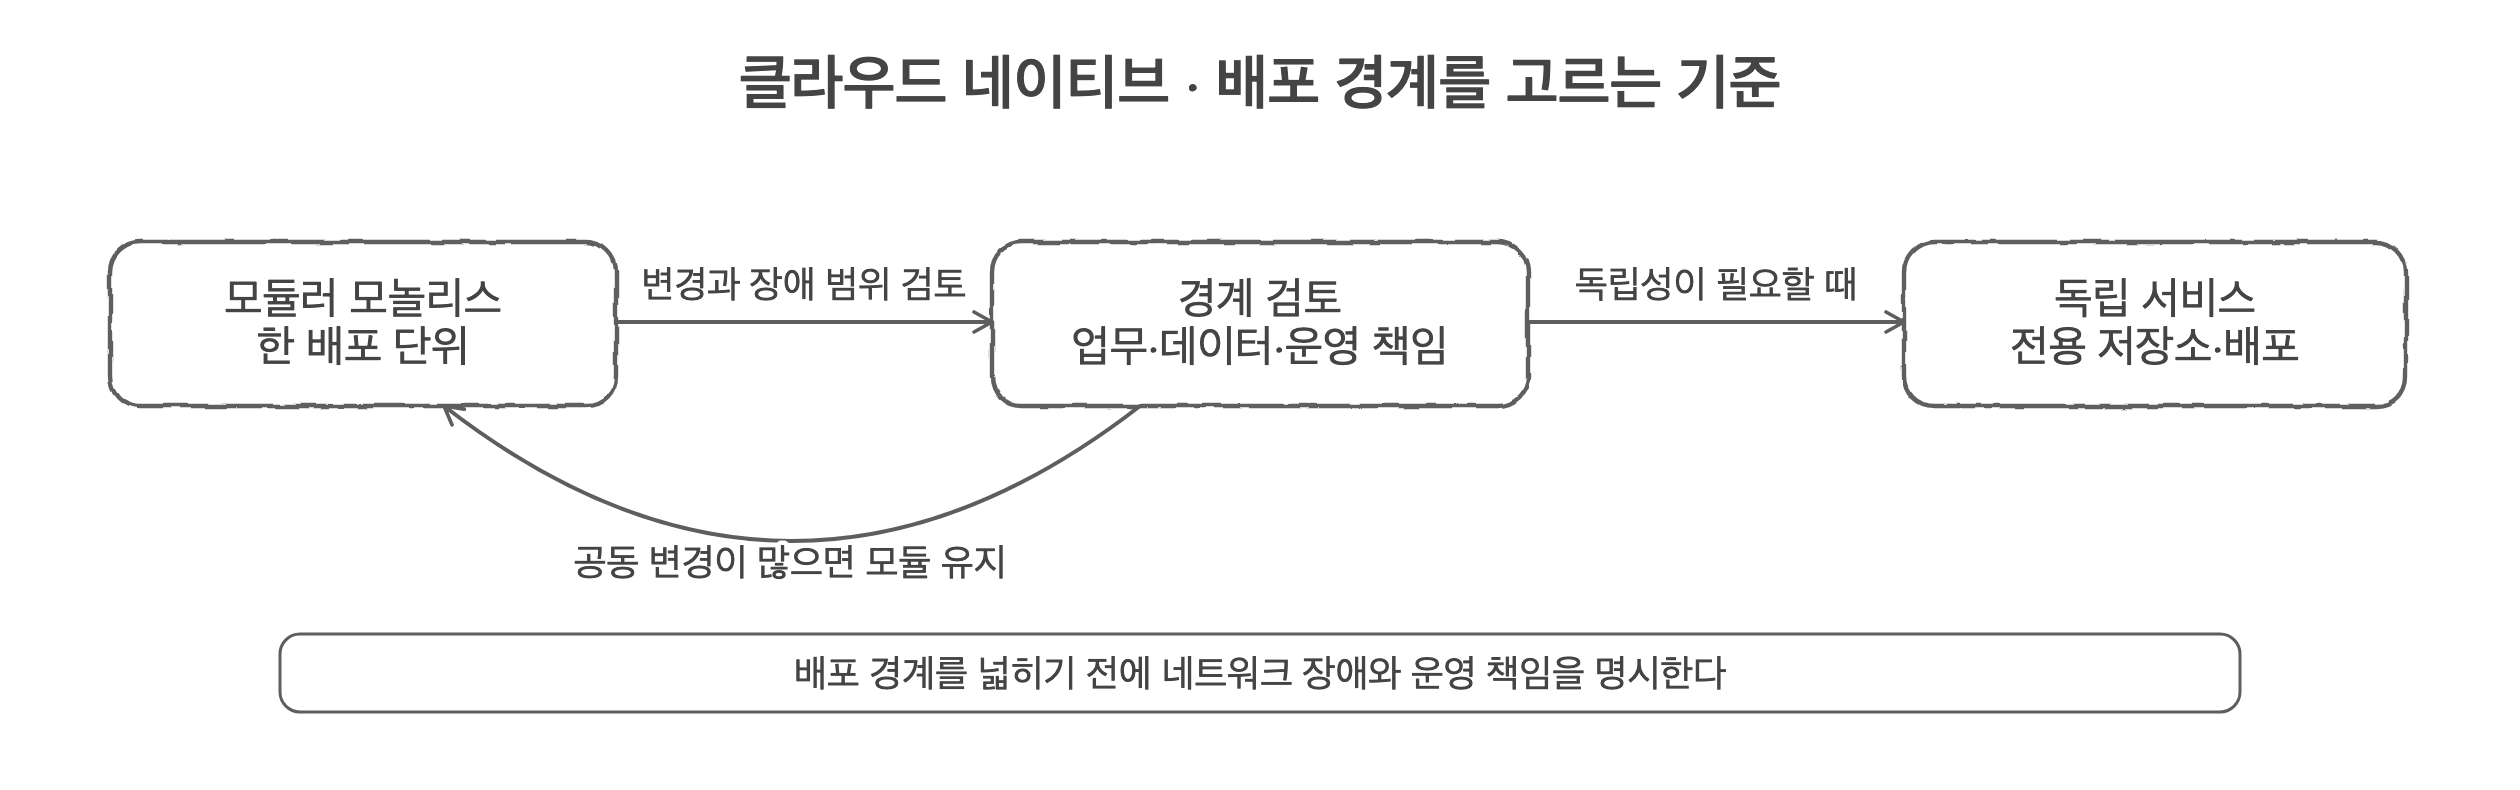 클라우드 네이티브 · 배포 경계를 고르는 기준
모듈러 모놀리스
한 배포 단위
변경과 장애 범위 검토
경계 검토
업무·데이터·운영 책임
독립성이 필요할 때
독립 서비스
전용 확장 요소·배포
공동 변경이 많으면 모듈 유지
배포 경계를 넓히기 전에 네트워크 장애와 운영 책임을 명시한다